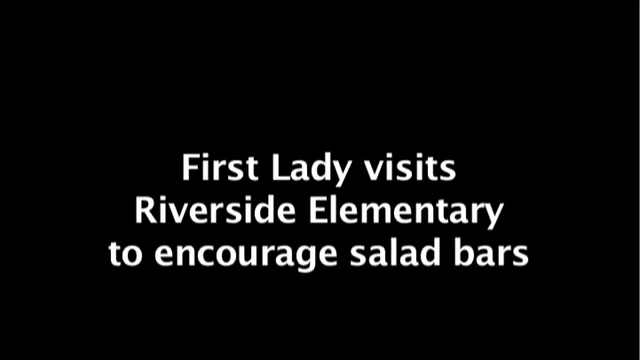 First Lady visits
Riverside Elementary
to encourage salad bars